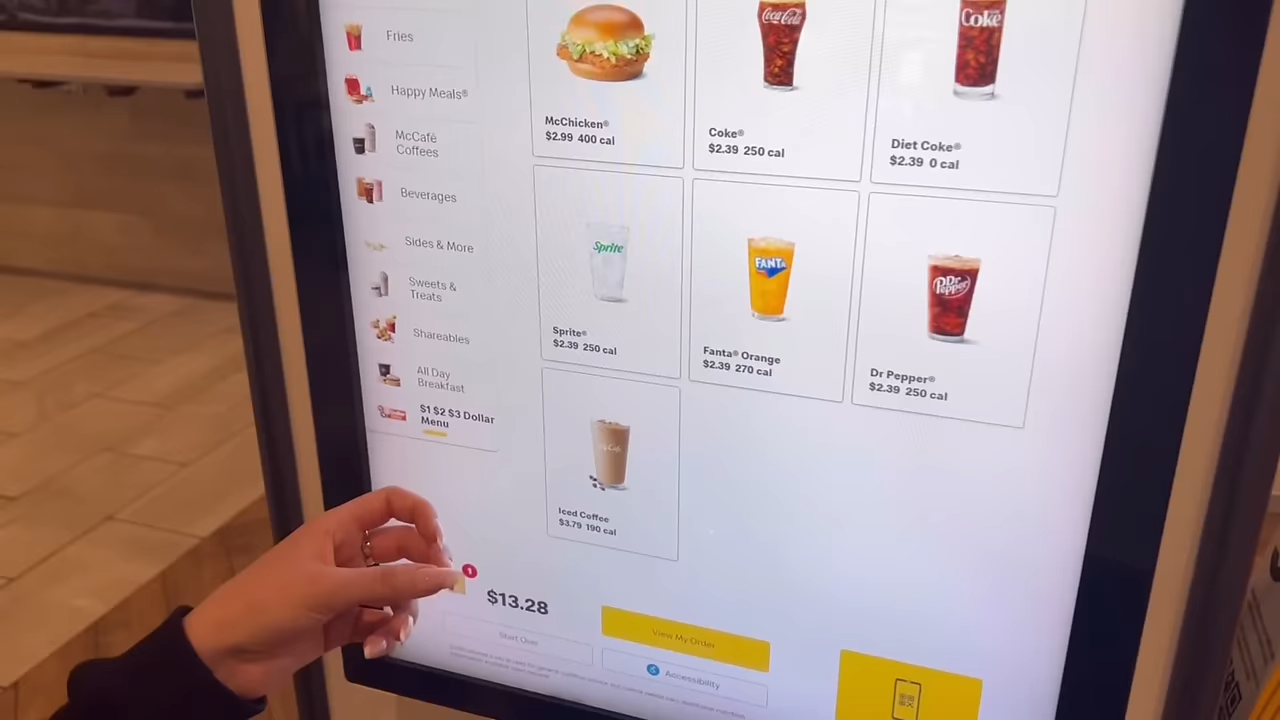 Fries
Happy Meals®
McCafé
Coffees
Beverages
Sides & More
Sweets &
Treats
Shareables
All Day
Breakfast
$1 $2 $3 Dollar
Menu
McChicken®
$2.99 400 cal
Coca-Cola
Coke®
$2.39 250 cal
Coke
Diet Coke®
$2.39 0 cal
Sprite
Sprite®
$2.39 250 cal
FANTA
Fanta® Orange
$2.39 270 cal
Dr Pepper
Dr Pepper®
$2.39 250 cal
Iced Coffee
$3.79 190 cal
1
$13.28
View My Order
Start Over
Accessibility